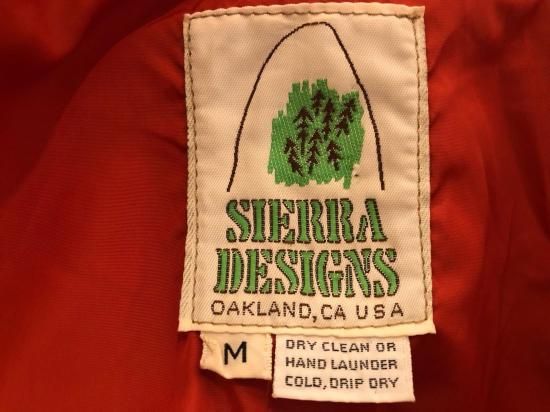 SIERRA
DESIGNS
OAKLAND, CA USA
M
DRY CLEAN OR
HAND LAUNDER
COLD, DRIP DRY